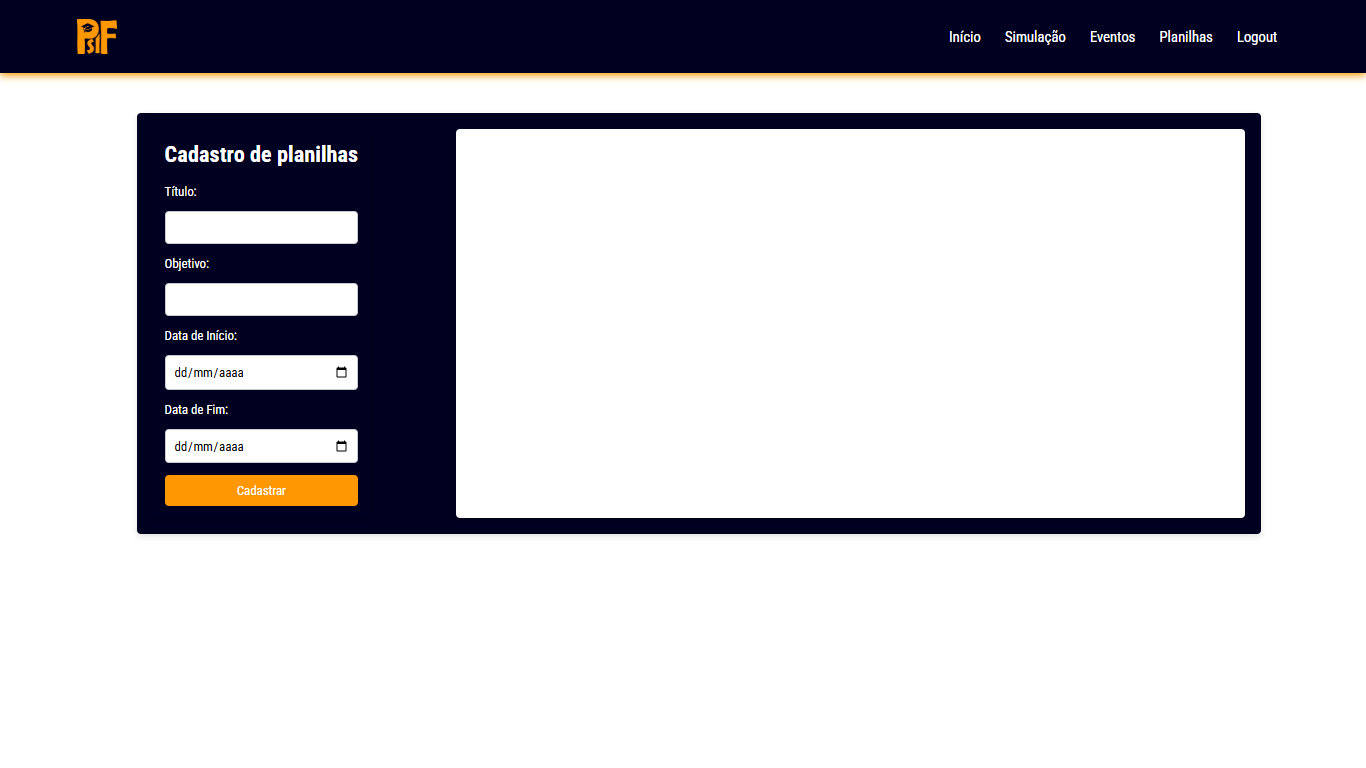 PSIF
Início Simulação Eventos Planilhas Logout
Cadastro de planilhas
Título:
Objetivo:
Data de Início:
dd/mm/aaaa
Data de Fim:
dd/mm/aaaa
Cadastrar